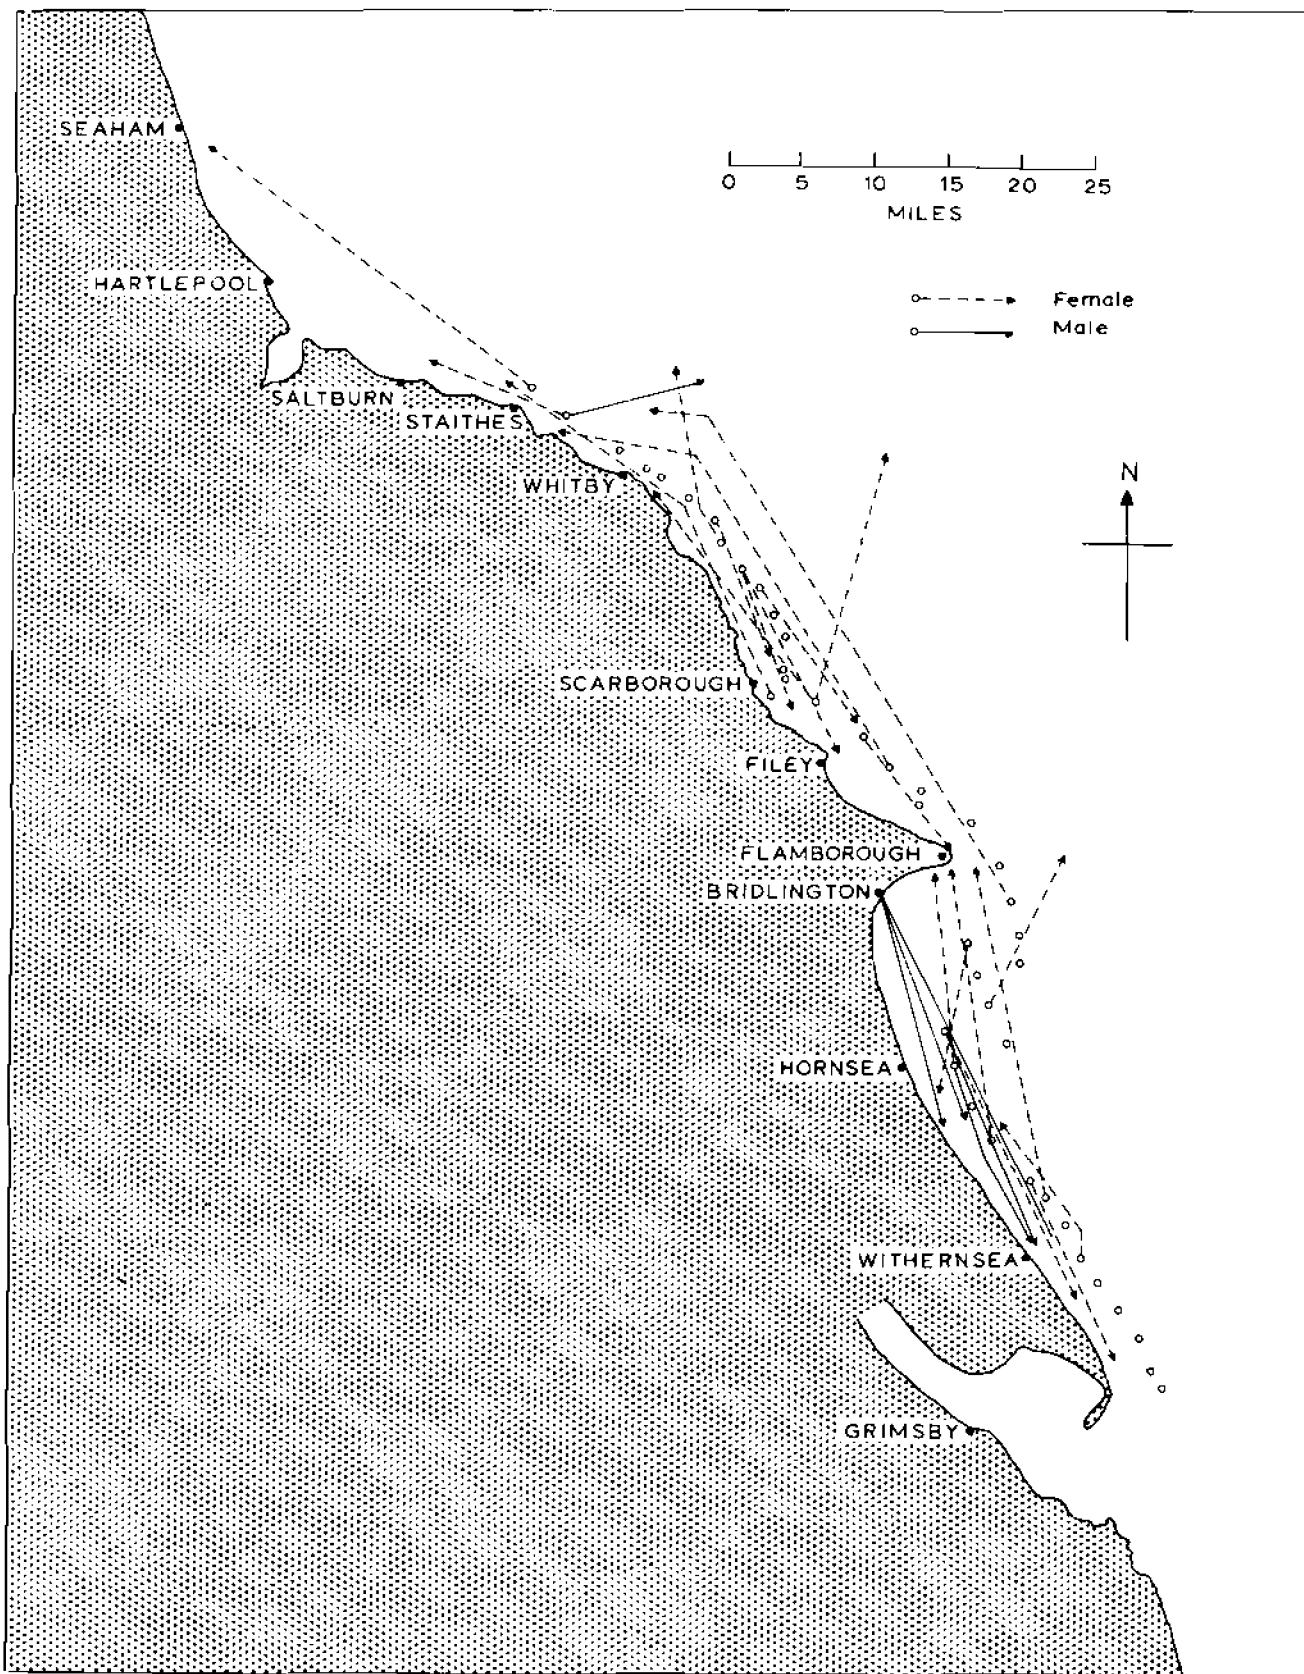 SEAHAM
0 5 10 15 20 25
MILES
HARTLEPOOL
Female
Male
SALTBURN
STAITHES
N
WHITBY
SCARBOROUGH
FILEY
FLAMBOROUGH
BRIDLINGTON
HORNSEA
WITHERNSEA
GRIMSBY